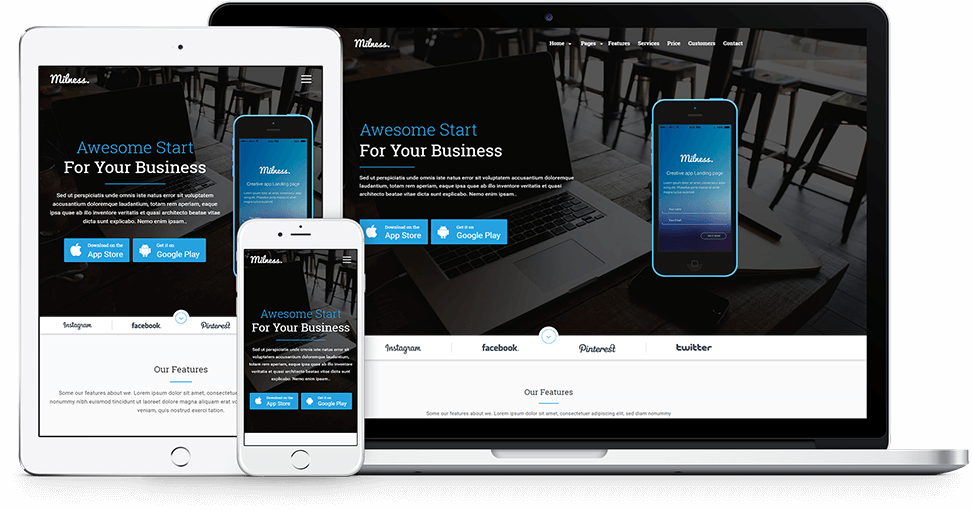 Milness.
Home Pages Features Services Price Customers Contact
Awesome Start
For Your Business
Sed ut perspiciatis unde omnis iste natus error sit voluptatem
accusantium doloremque laudantium, totam rem aperiam, eaque
ipsa quae ab illo inventore veritatis et quasi architecto beatae vitae
dicta sunt explicabo. Nemo enim ipsam..
Download on the
App Store
Get it on
Google Play
Milness.
Instagram
facebook.
Pinterest
Our Features
Some our features about we. Lorem ipsum dolor sit amet, consectetuer
nonummy nibh euismod tincidunt ut laoreet dolore magna aliquam erat
veniam, quis nostrud exerci tation.
Milness.
Awesome Start
For Your Business
Sed ut perspiciatis unde omnis iste natus error sit
voluptatem accusantium doloremque laudantium,
totam rem aperiam, eaque ipsa quae ab illo inventore
veritatis et quasi architecto beatae vitae dicta sunt
explicabo. Nemo enim ipsam..
Download on the
App Store
Get it on
Google Play
Milness.
Awesome Start
For Your Business
Sed ut perspiciatis unde omnis iste natus error sit voluptatem doloremque
laudantium, totam rem aperiam, eaque ipsa quae ab illo inventore
veritatis et quasi architecto beatae vitae dicta sunt explicabo. Nemo enim ipsam..
Download on the
App Store
Get it on
Google Play
Milness.
Creative app Landing page
Your name
Your Email
Instagram
facebook.
Pinterest
twitter
Our Features
Some our features about we. Lorem ipsum dolor sit amet, consectetuer adipiscing elit, sed diam nonummy